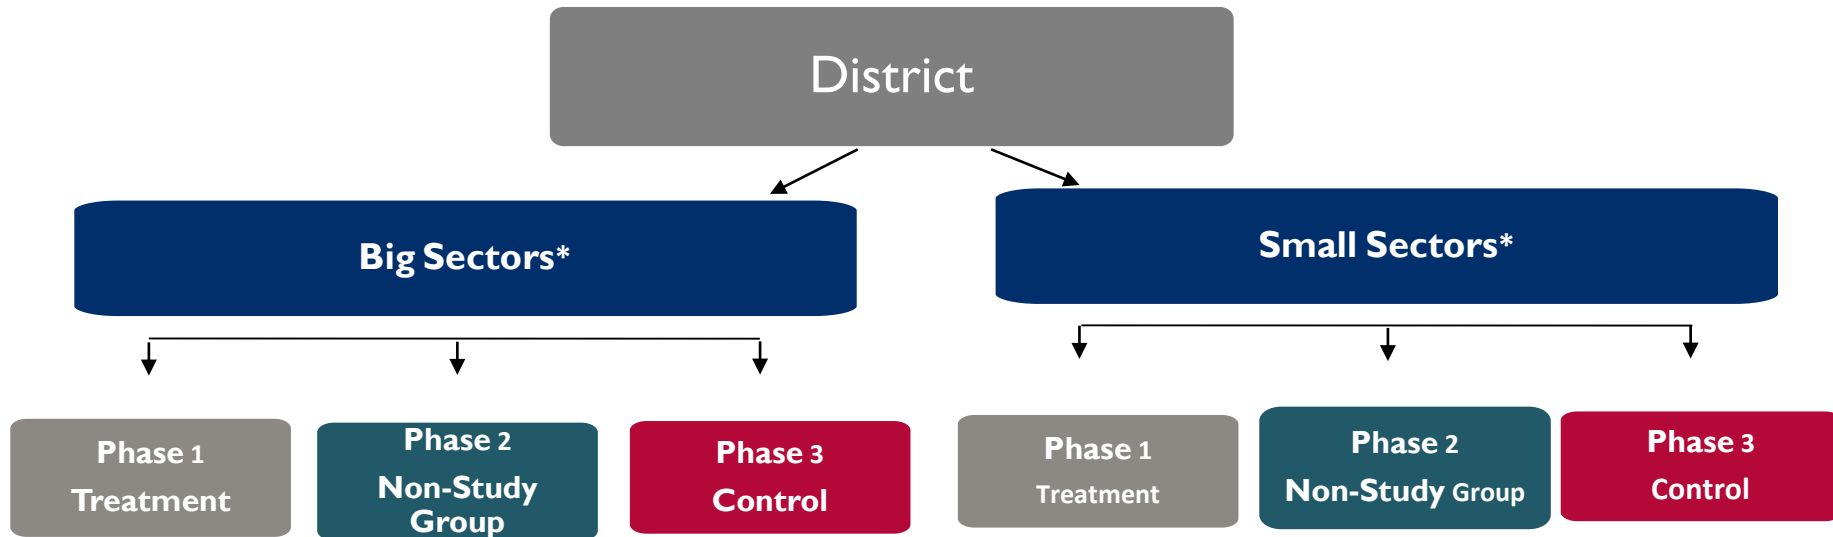 District
Big Sectors*
Small Sectors*
Phase 1
Treatment
Phase 2
Non-Study
Group
Phase 3
Control
Phase 1
Treatment
Phase 2
Non-Study Group
Phase 3
Control